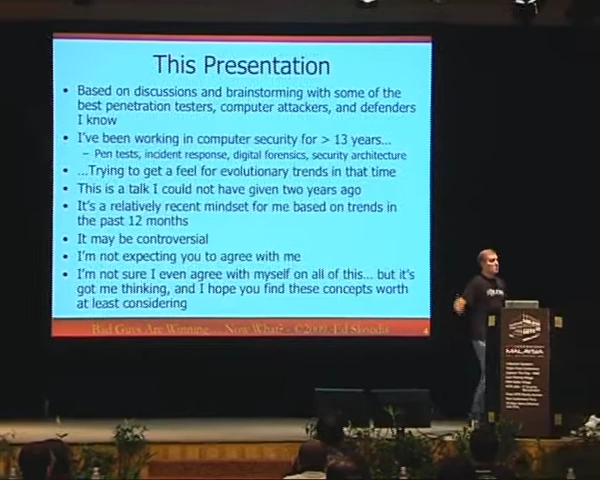 This Presentation
• Based on discussions and brainstorming with some of the
best penetration testers, computer attackers, and defenders
I know
• I've been working in computer security for > 13 years...
– Pen tests, incident response, digital forensics, security architecture
• ...Trying to get a feel for evolutionary trends in that time
• This is a talk I could not have given two years ago
• It's a relatively recent mindset for me based on trends in
the past 12 months
• It may be controversial
• I'm not expecting you to agree with me
• I'm not sure I even agree with myself on all of this... but it's
got me thinking, and I hope you find these concepts worth
at least considering
Bad Guys Are Winning... Now What? - ©2009 Ed Skoudis
4
MALAYSIA